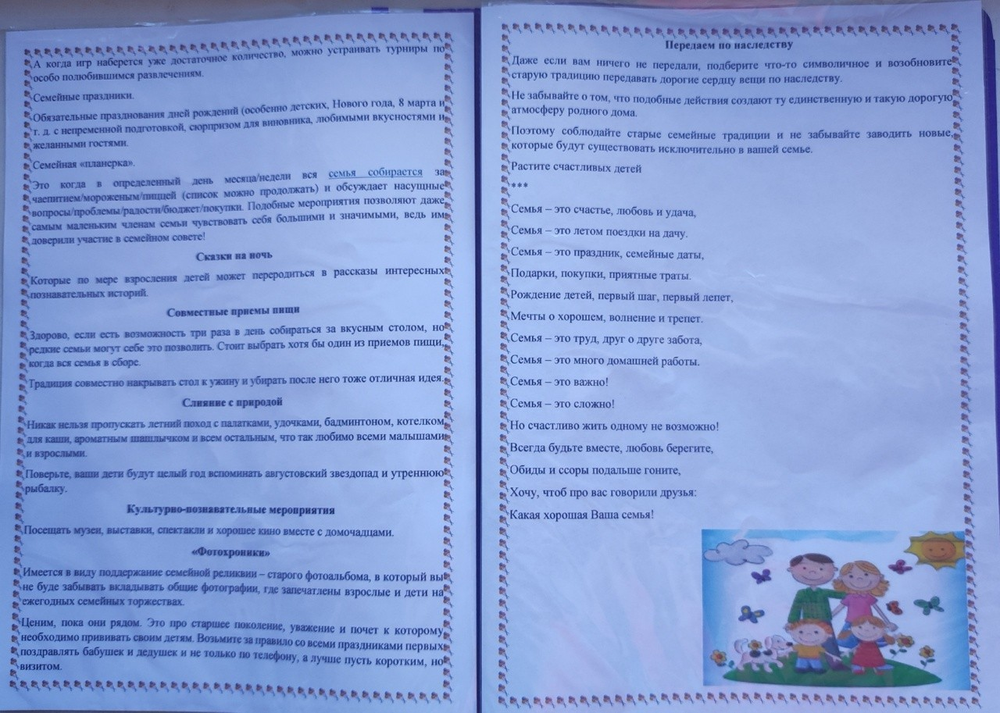 А когда игр наберется уже достаточное количество, можно устраивать турниры по
особо полюбившимся развлечениям.
Семейные праздники.
Обязательные празднования дней рождений (особенно детских, Нового года, 8 марта и
т. д. с непременной подготовкой, сюрпризом для виновника, любимыми вкусностями и
желанными гостями.
Семейная «планерка».
Это когда в определенный день месяца/недели вся семья собирается за
чаепитием/мороженым/пиццей (список можно продолжать) и обсуждает насущные
вопросы/проблемы/радости/бюджет/покупки. Подобные мероприятия позволяют даже
самым маленьким членам семьи чувствовать себя большими и значимыми, ведь им
доверили участие в семейном совете!
Сказки на ночь
Которые по мере взросления детей может переродиться в рассказы интересных
познавательных историй.
Совместные приемы пищи
Здорово, если есть возможность три раза в день собираться за вкусным столом, но
редкие семьи могут себе это позволить. Стоит выбрать хотя бы один из приемов пищи,
когда вся семья в сборе.
Традиция совместно накрывать стол к ужину и убирать после него тоже отличная идея.
Слияние с природой
Никак нельзя пропускать летний поход с палатками, удочками, бадминтоном, котелком
для каши, ароматным шашлычком и всем остальным, что так любимо всеми малышами
и взрослыми.
Поверьте, ваши дети будут целый год вспоминать августовский звездопад и утреннюю
рыбалку.
Культурно-познавательные мероприятия
Посещать музеи, выставки, спектакли и хорошее кино вместе с домочадцами.
«Фотохроники»
Имеется в виду поддержание семейной реликвии – старого фотоальбома, в который вы
не буде забывать вкладывать общие фотографии, где запечатлены взрослые и дети на
ежегодных семейных торжествах.
Ценим, пока они рядом. Это про старшее поколение, уважение и почет к которому
необходимо прививать своим детям. Возьмите за правило со всеми праздниками первых
поздравлять бабушек и дедушек и не только по телефону, а лучше пусть коротким, но
визитом.
Передаем по наследству
Даже если вам ничего не передали, подберите что-то символичное и возобновите
старую традицию передавать дорогие сердцу вещи по наследству.
Не забывайте о том, что подобные действия создают ту единственную и такую дорогую
атмосферу родного дома.
Поэтому соблюдайте старые семейные традиции и не забывайте заводить новые,
которые будут существовать исключительно в вашей семье.
Растите счастливых детей
***
Семья – это счастье, любовь и удача,
Семья – это летом поездки на дачу.
Семья – это праздник, семейные даты,
Подарки, покупки, приятные траты.
Рождение детей, первый шаг, первый лепет,
Мечты о хорошем, волнение и трепет.
Семья – это труд, друг о друге забота,
Семья – это много домашней работы.
Семья – это важно!
Семья – это сложно!
Но счастливо жить одному не возможно!
Всегда будьте вместе, любовь берегите,
Обиды и ссоры подальше гоните,
Хочу, чтоб про вас говорили друзья:
Какая хорошая Ваша семья!